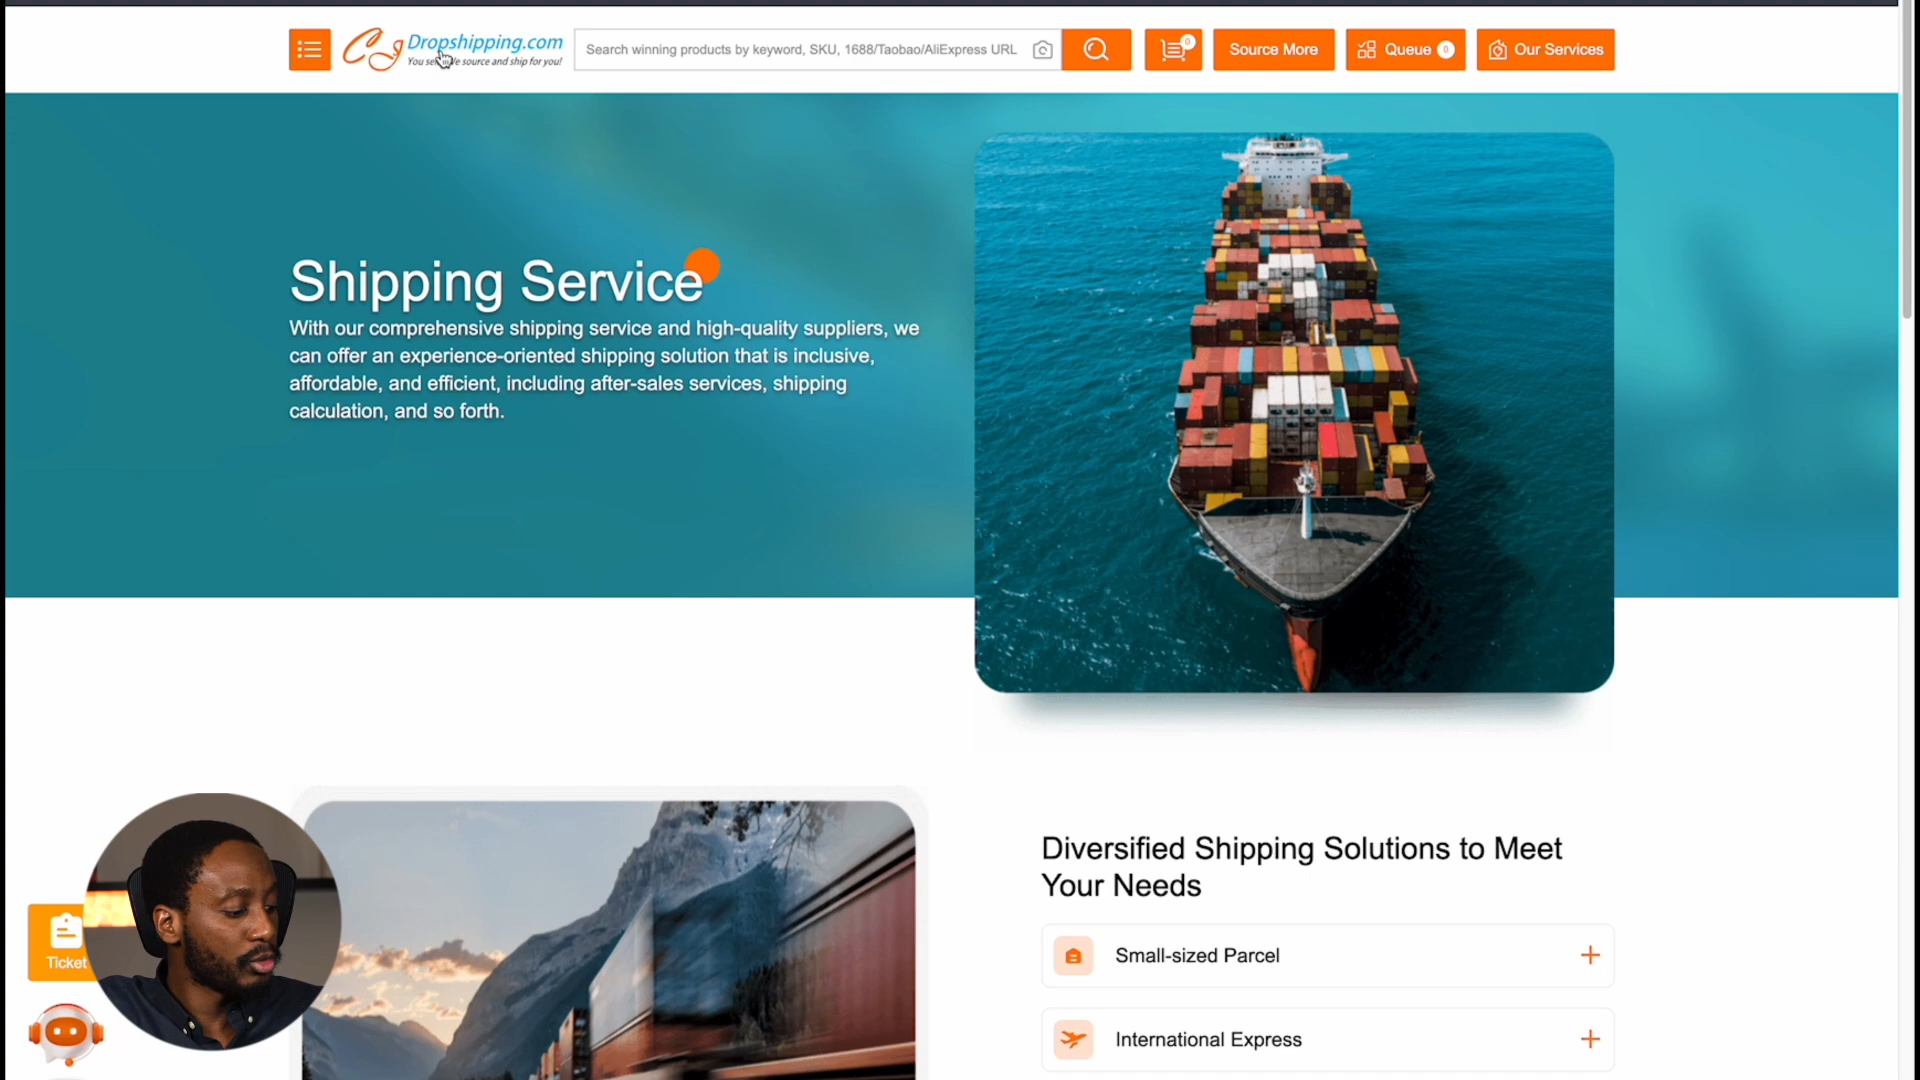 CJ Dropshipping.com
source and ship for you!
Search winning products by keyword, SKU, 1688/Taobao/AliExpress URL
0
Source More
Queue 0
Our Services
Shipping Service
With our comprehensive shipping service and high-quality suppliers, we
can offer an experience-oriented shipping solution that is inclusive,
affordable, and efficient, including after-sales services, shipping
calculation, and so forth.
Diversified Shipping Solutions to Meet
Your Needs
Small-sized Parcel
International Express
Ticket